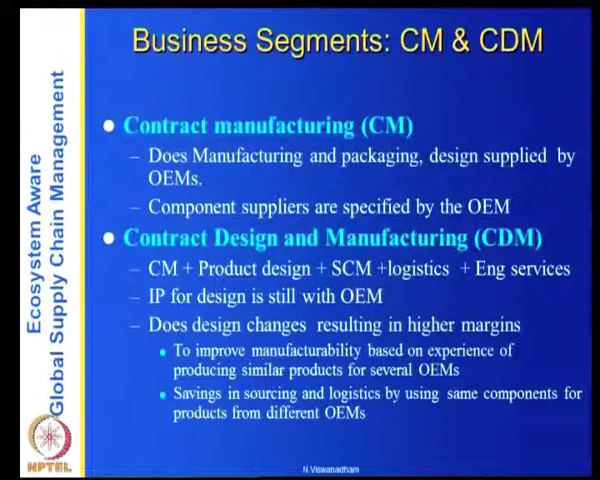 Business Segments: CM & CDM
Ecosystem Aware
Global Supply Chain Management
● Contract manufacturing (CM)
– Does Manufacturing and packaging, design supplied by
OEMs.
– Component suppliers are specified by the OEM
● Contract Design and Manufacturing (CDM)
– CM + Product design + SCM +logistics + Eng services
– IP for design is still with OEM
– Does design changes resulting in higher margins
• To improve manufacturability based on experience of
producing similar products for several OEMs
• Savings in sourcing and logistics by using same components for
products from different OEMs
NPTEL
N Viswanadham